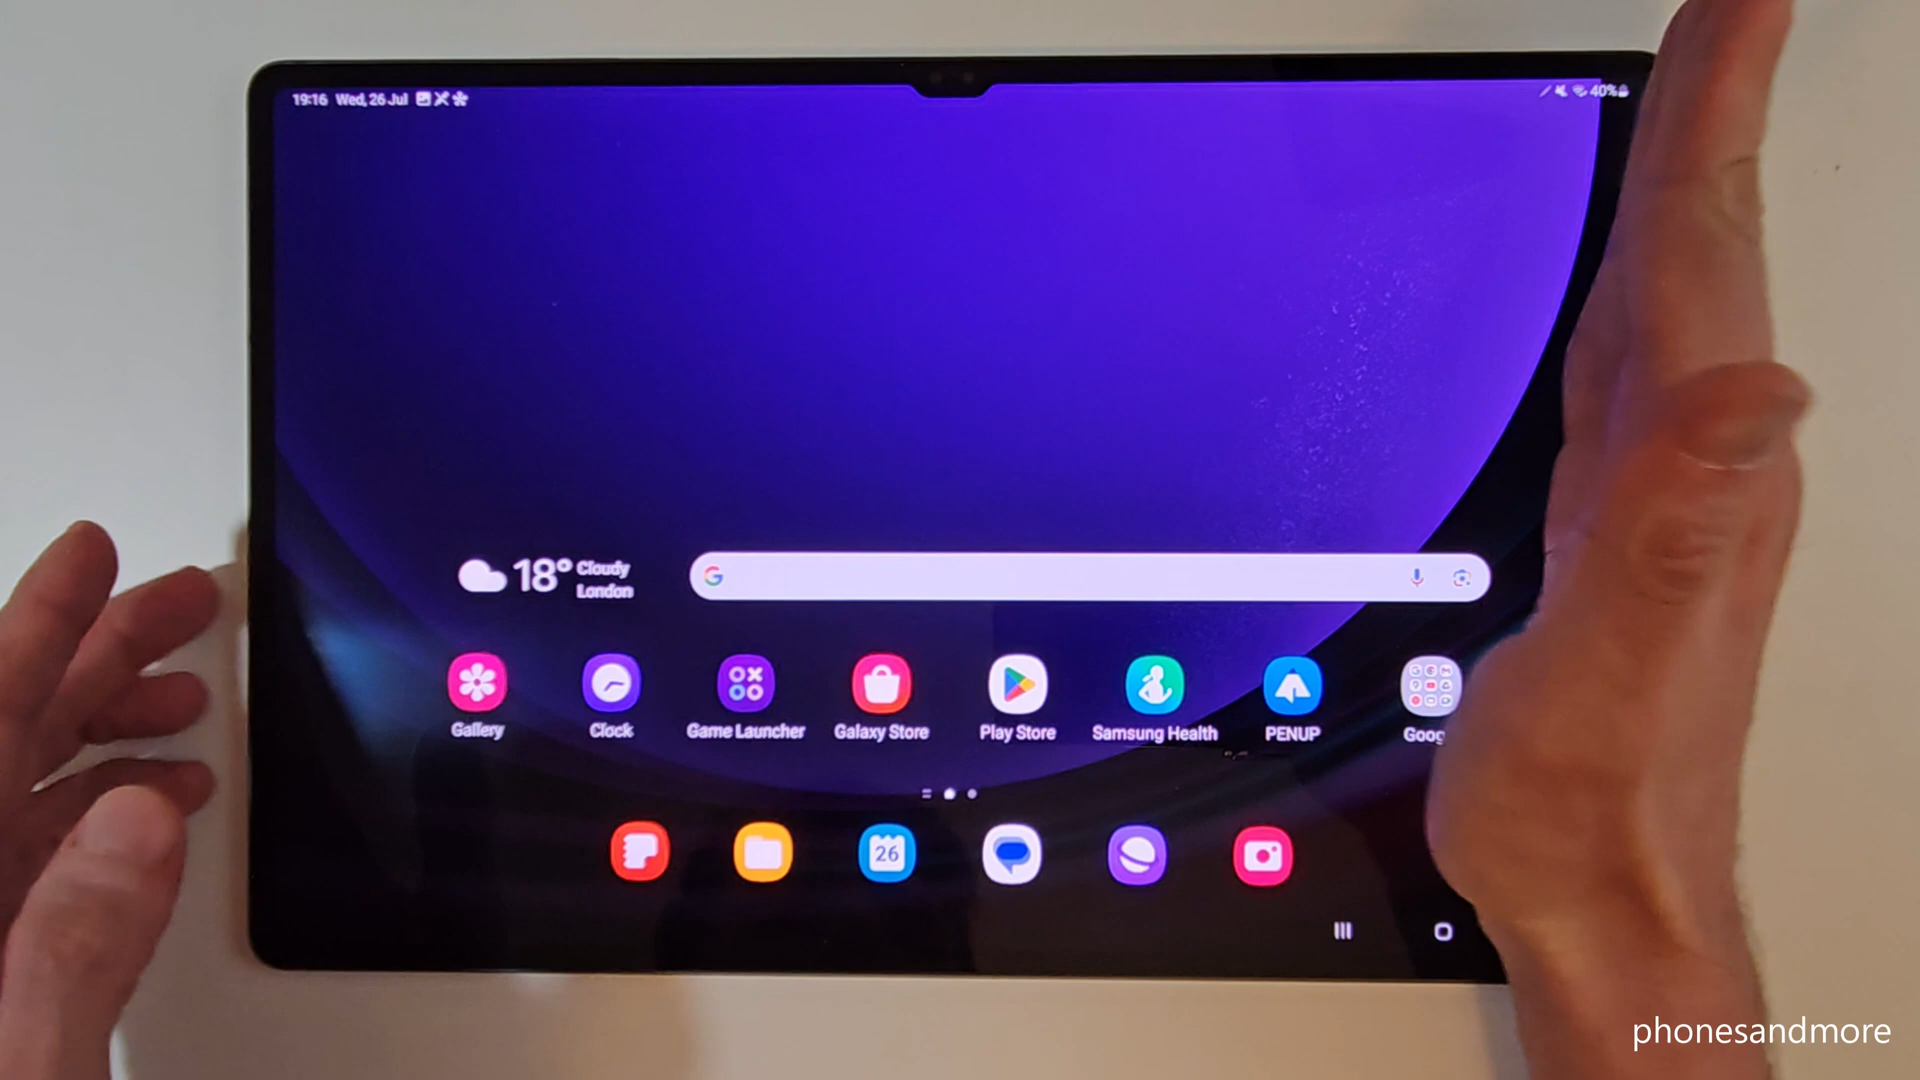 19:16 Wed, 26 Jul
40%
18° Cloudy
London
G
Gallery
Clock
Game Launcher
Galaxy Store
Play Store
Samsung Health
PENUP
Goog
26
phonesandmore